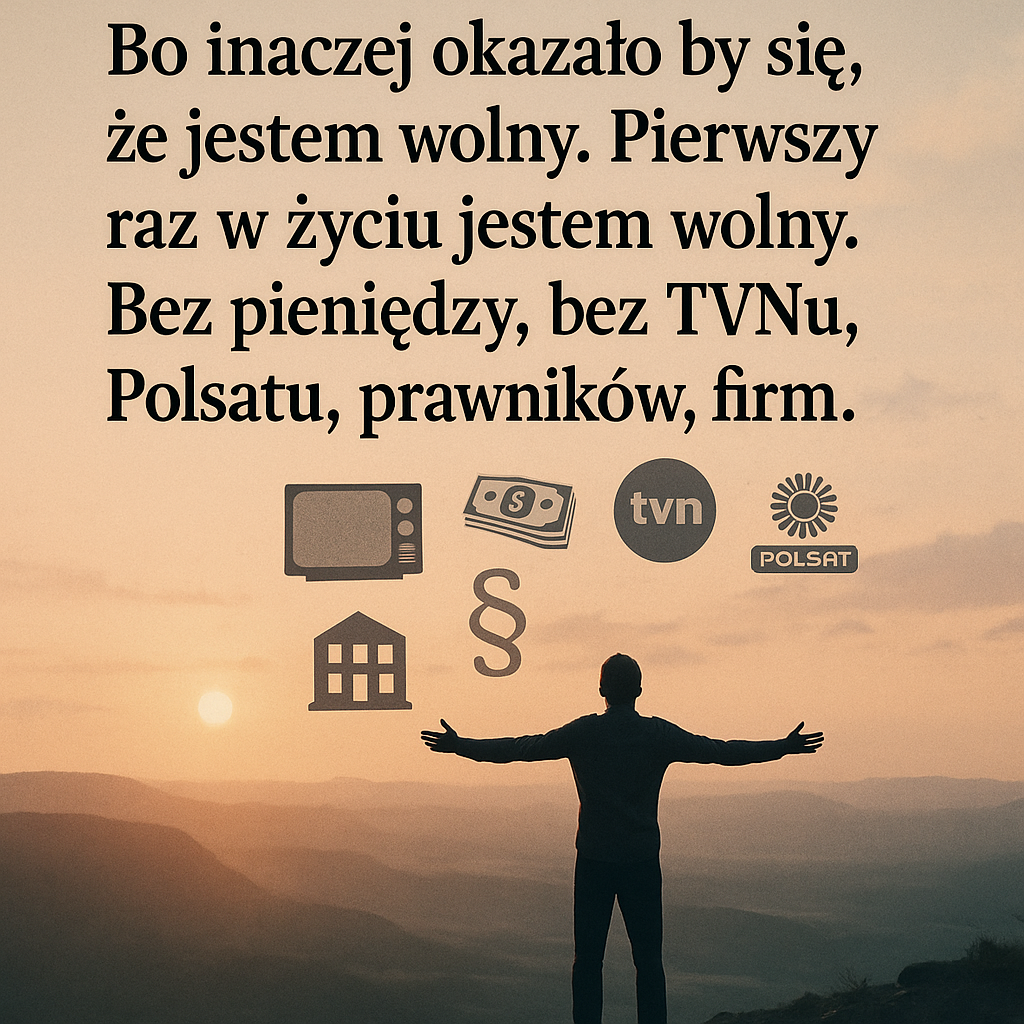 Bo inaczej okazało by się,
że jestem wolny. Pierwszy
raz w życiu jestem wolny.
Bez pieniędzy, bez TVNu,
Polsatu, prawników, firm.
S
tvn
POLSAT
§